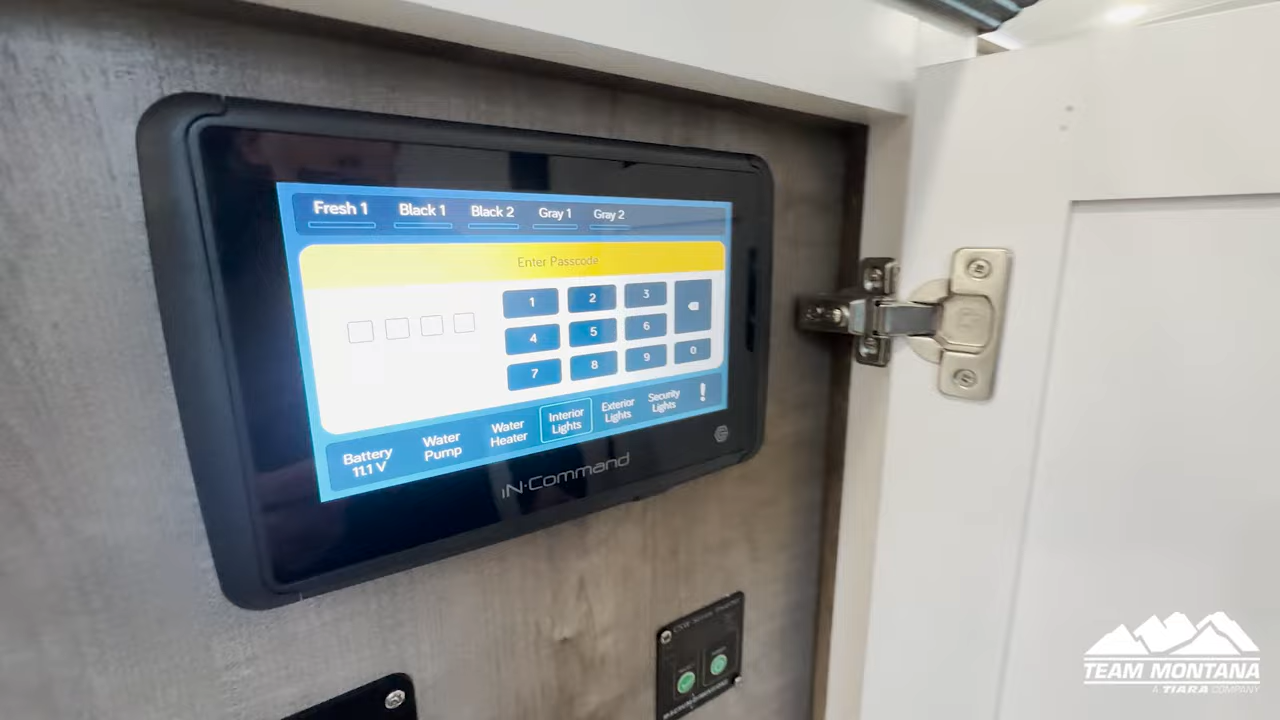 Fresh 1 Black 1 Black 2 Gray 1 Gray 2
Enter Passcode
1 2 3
4 5 6
7 8 9 0
Battery
11.1 V
Water
Pump
Water
Heater
Interior
Lights
Exterior
Lights
Security
Lights
!
iN·Command
TEAM MONTANA
A TIARA COMPANY